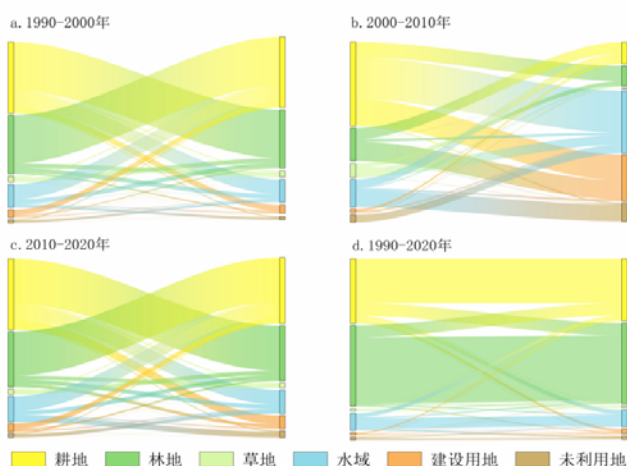 a. 1990-2000年
b. 2000-2010年
c. 2010-2020年
d. 1990-2020年
耕地 林地 草地 水域 建设用地 未利用地